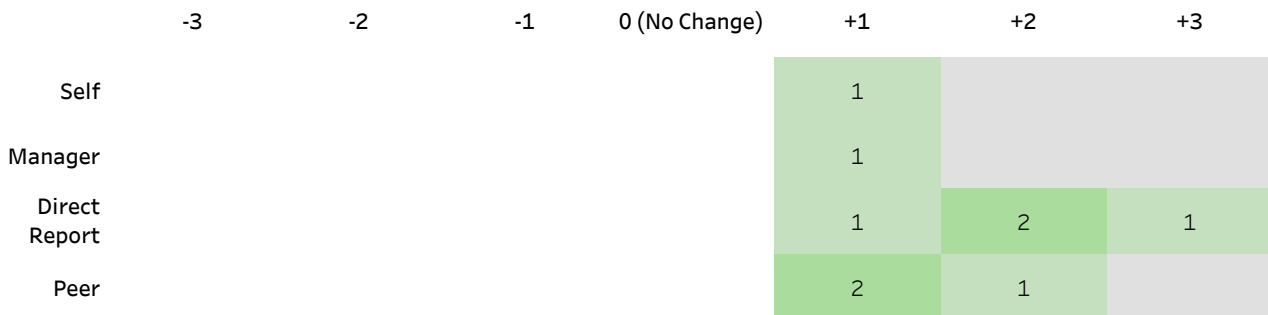 -3 -2 -1 0 (No Change) +1 +2 +3
Self 1
Manager 1
Direct
Report 1 2 1
Peer 2 1